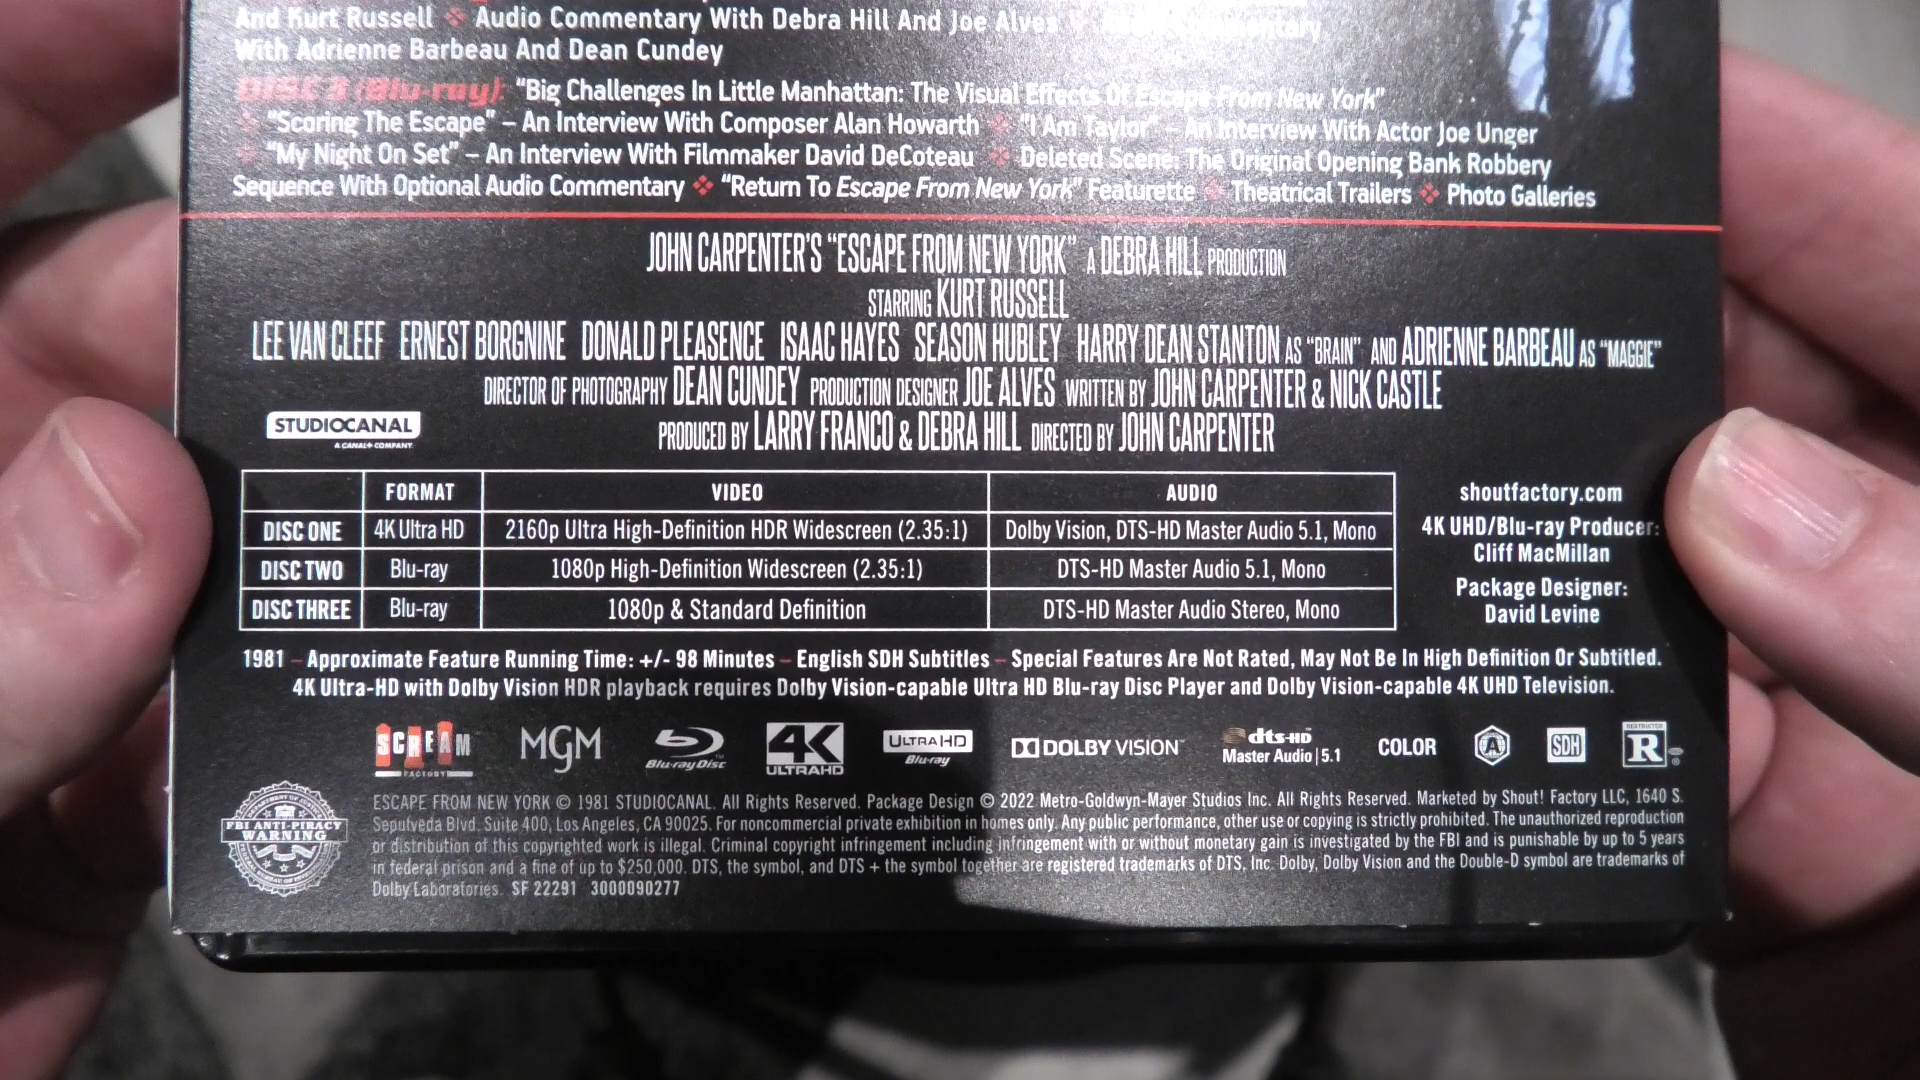 And Kurt Russell ❖ Audio Commentary With Debra Hill And Joe Alves ❖ Audio Commentary
With Adrienne Barbeau And Dean Cundey
DISC 3 (Blu-ray): “Big Challenges In Little Manhattan: The Visual Effects Of Escape From New York”
❖ “Scoring The Escape” – An Interview With Composer Alan Howarth ❖ “I Am Taylor” – An Interview With Actor Joe Unger
❖ “My Night On Set” – An Interview With Filmmaker David DeCoteau ❖ Deleted Scene: The Original Opening Bank Robbery
Sequence With Optional Audio Commentary ❖ “Return To Escape From New York” Featurette ❖ Theatrical Trailers ❖ Photo Galleries
JOHN CARPENTER'S “ESCAPE FROM NEW YORK” A DEBRA HILL PRODUCTION
STARRING KURT RUSSELL
LEE VAN CLEEF ERNEST BORGNINE DONALD PLEASENCE ISAAC HAYES SEASON HUBLEY HARRY DEAN STANTON AS “BRAIN” AND ADRIENNE BARBEAU AS “MAGGIE”
DIRECTOR OF PHOTOGRAPHY DEAN CUNDEY PRODUCTION DESIGNER JOE ALVES WRITTEN BY JOHN CARPENTER & NICK CASTLE
PRODUCED BY LARRY FRANCO & DEBRA HILL DIRECTED BY JOHN CARPENTER
STUDIOCANAL
A CANAL+ COMPANY
FORMAT VIDEO AUDIO
DISC ONE 4K Ultra HD 2160p Ultra High-Definition HDR Widescreen (2.35:1) Dolby Vision, DTS-HD Master Audio 5.1, Mono
DISC TWO Blu-ray 1080p High-Definition Widescreen (2.35:1) DTS-HD Master Audio 5.1, Mono
DISC THREE Blu-ray 1080p & Standard Definition DTS-HD Master Audio Stereo, Mono
shoutfactory.com
4K UHD/Blu-ray Producer:
Cliff MacMillan
Package Designer:
David Levine
1981 – Approximate Feature Running Time: +/- 98 Minutes – English SDH Subtitles – Special Features Are Not Rated, May Not Be In High Definition Or Subtitled.
4K Ultra-HD with Dolby Vision HDR playback requires Dolby Vision-capable Ultra HD Blu-ray Disc Player and Dolby Vision-capable 4K UHD Television.
SCREAM FACTORY
MGM
Blu-ray Disc
4K ULTRAHD
ULTRA HD Blu-ray
DOLBY VISION
dts-HD Master Audio | 5.1
COLOR
A
SDH
RESTRICTED R
DEPARTMENT OF JUSTICE
FBI ANTI-PIRACY
WARNING
ESCAPE FROM NEW YORK © 1981 STUDIOCANAL. All Rights Reserved. Package Design © 2022 Metro-Goldwyn-Mayer Studios Inc. All Rights Reserved. Marketed by Shout! Factory LLC, 1640 S.
Sepulveda Blvd. Suite 400, Los Angeles, CA 90025. For noncommercial private exhibition in homes only. Any public performance, other use or copying is strictly prohibited. The unauthorized reproduction
or distribution of this copyrighted work is illegal. Criminal copyright infringement including infringement with or without monetary gain is investigated by the FBI and is punishable by up to 5 years
in federal prison and a fine of up to $250,000. DTS, the symbol, and DTS + the symbol together are registered trademarks of DTS, Inc. Dolby, Dolby Vision and the Double-D symbol are trademarks of
Dolby Laboratories. SF 22291 3000090277